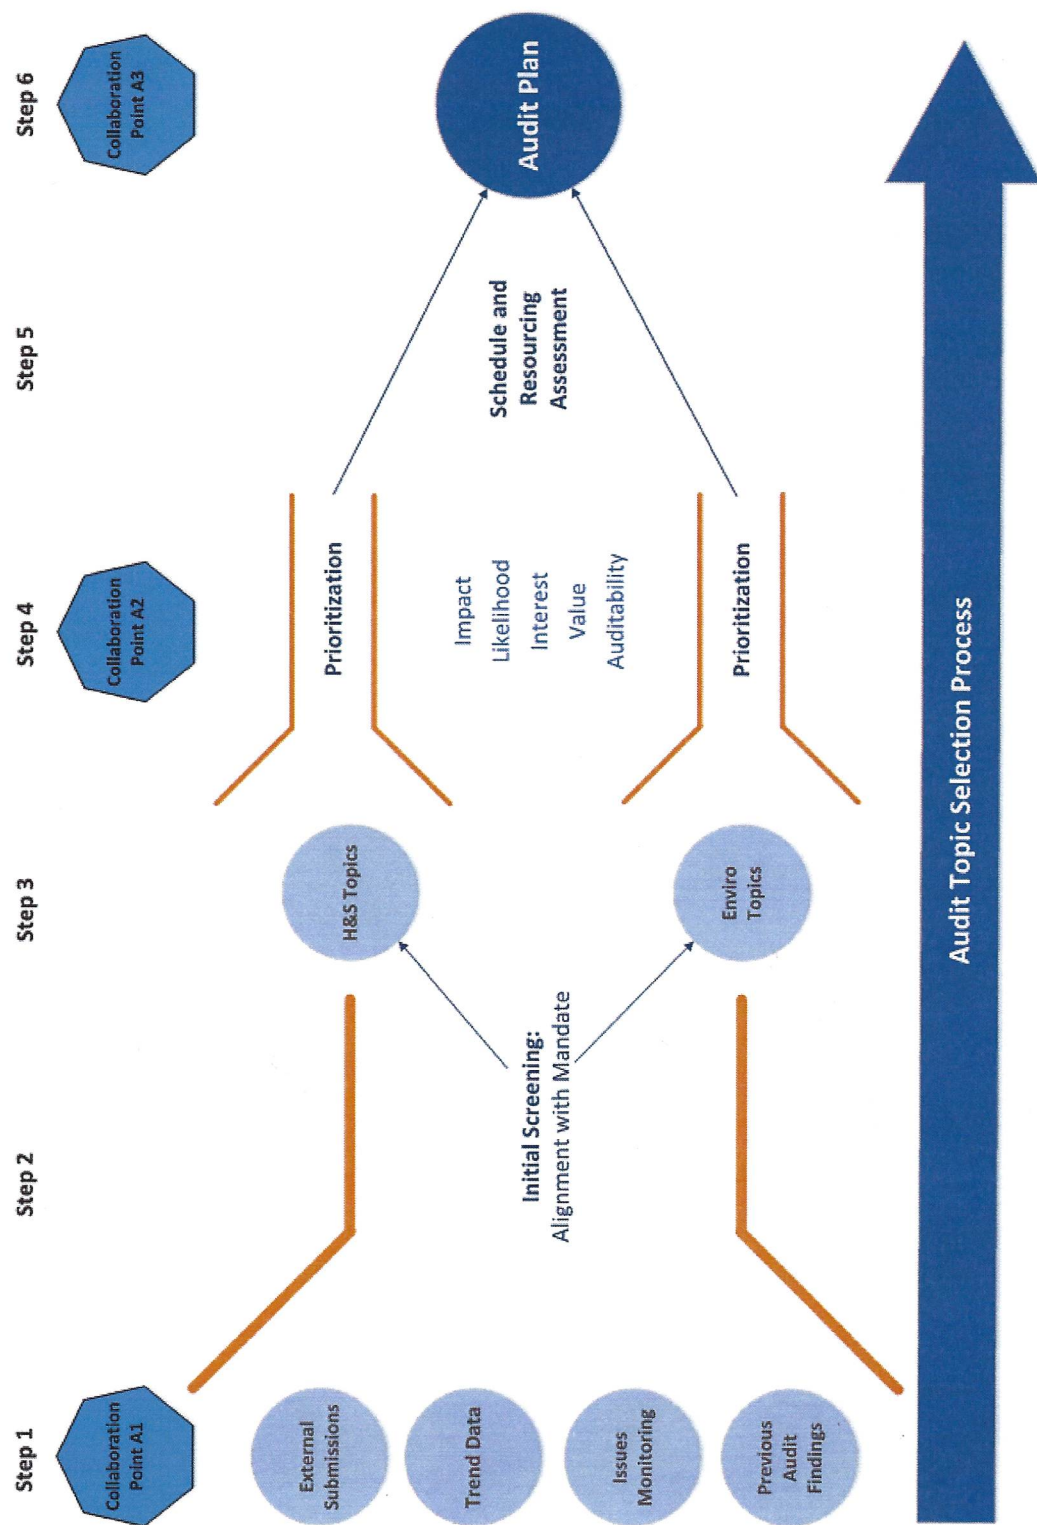 Step 1
Step 2
Step 3
Step 4
Step 5
Step 6
Collaboration
Point A1
Collaboration
Point A2
Collaboration
Point A3
External
Submissions
Trend Data
Issues
Monitoring
Previous
Audit
Findings
Initial Screening:
Alignment with Mandate
H&S Topics
Enviro
Topics
Prioritization
Impact
Likelihood
Interest
Value
Auditability
Prioritization
Schedule and
Resourcing
Assessment
Audit Plan
Audit Topic Selection Process